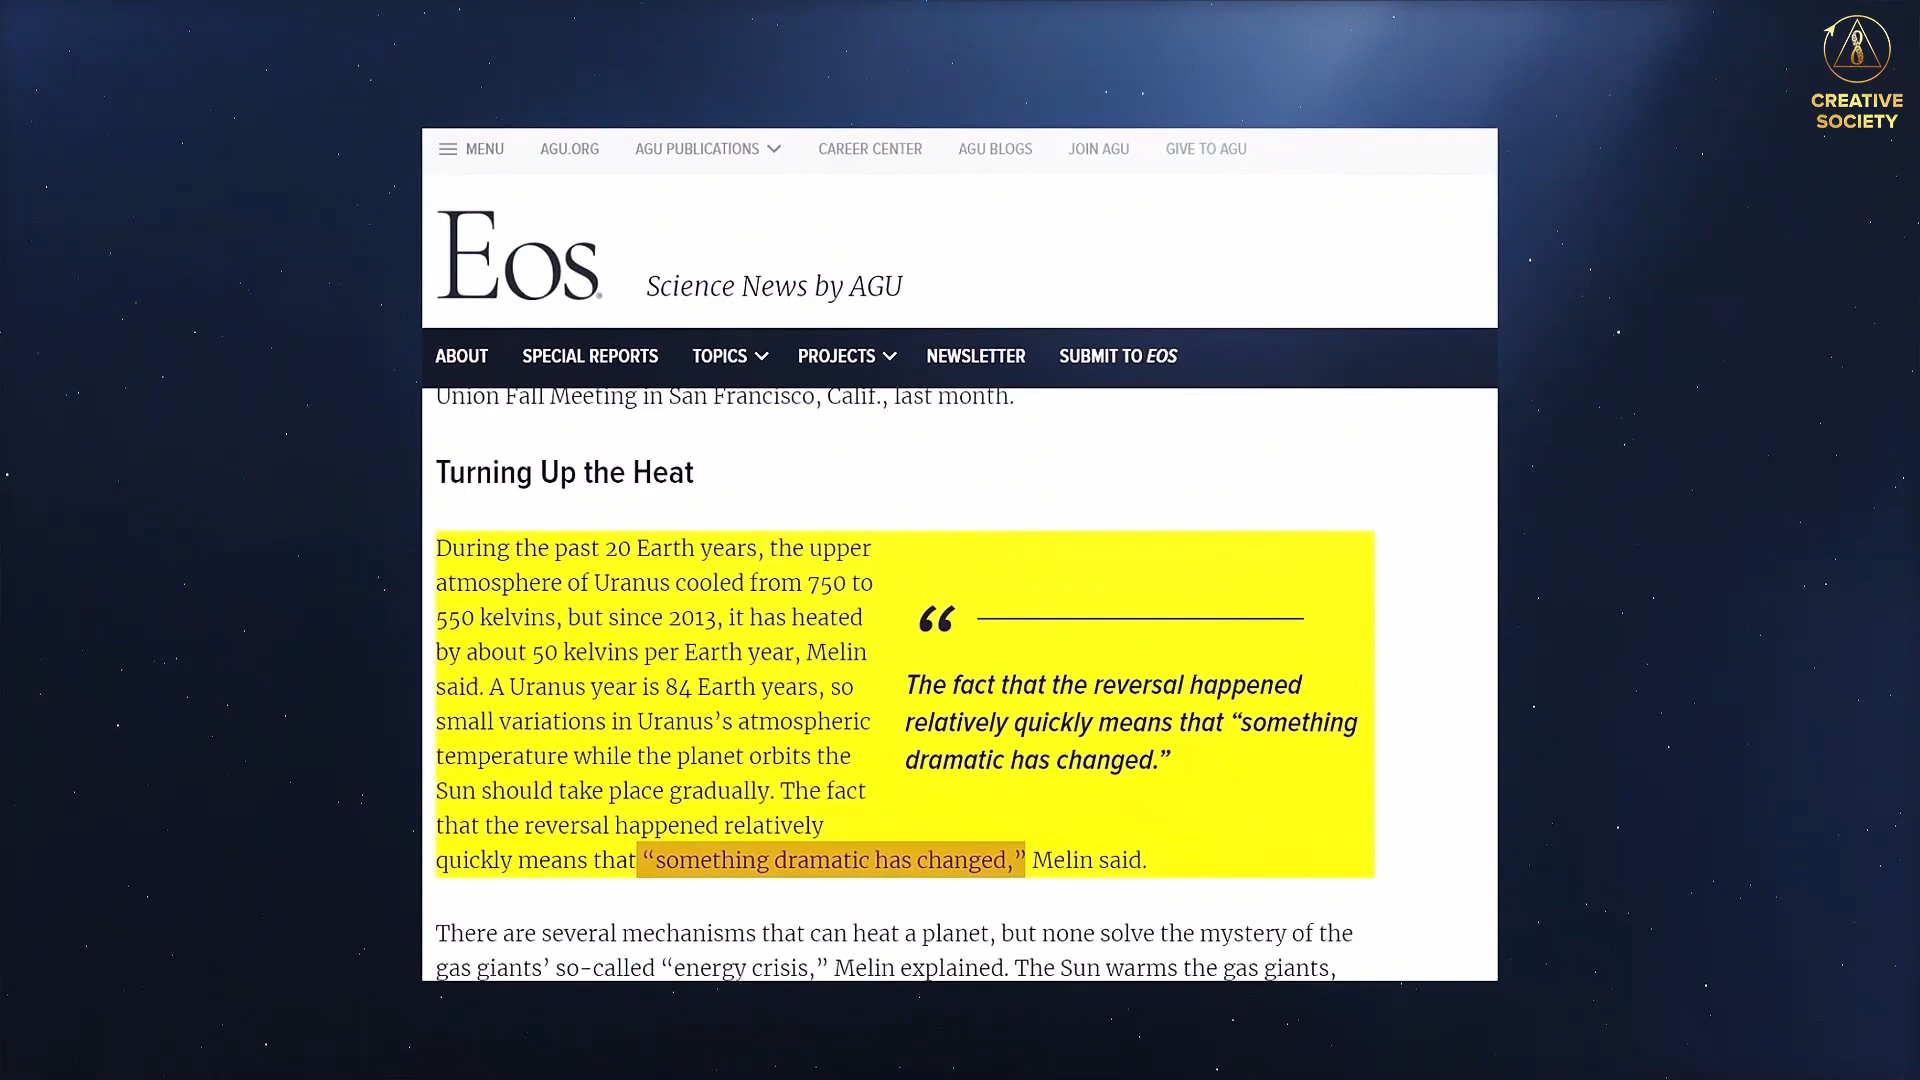 CREATIVE
SOCIETY
MENU AGU.ORG AGU PUBLICATIONS CAREER CENTER AGU BLOGS JOIN AGU GIVE TO AGU
Eos
Science News by AGU
ABOUT SPECIAL REPORTS TOPICS PROJECTS NEWSLETTER SUBMIT TO EOS
Union Fall Meeting in San Francisco, Calif., last month.
Turning Up the Heat
During the past 20 Earth years, the upper
atmosphere of Uranus cooled from 750 to
550 kelvins, but since 2013, it has heated
by about 50 kelvins per Earth year, Melin
said. A Uranus year is 84 Earth years, so
small variations in Uranus’s atmospheric
temperature while the planet orbits the
Sun should take place gradually. The fact
that the reversal happened relatively
quickly means that “something dramatic has changed,” Melin said.
“
The fact that the reversal happened
relatively quickly means that “something
dramatic has changed.”
There are several mechanisms that can heat a planet, but none solve the mystery of the
gas giants’ so-called “energy crisis,” Melin explained. The Sun warms the gas giants,